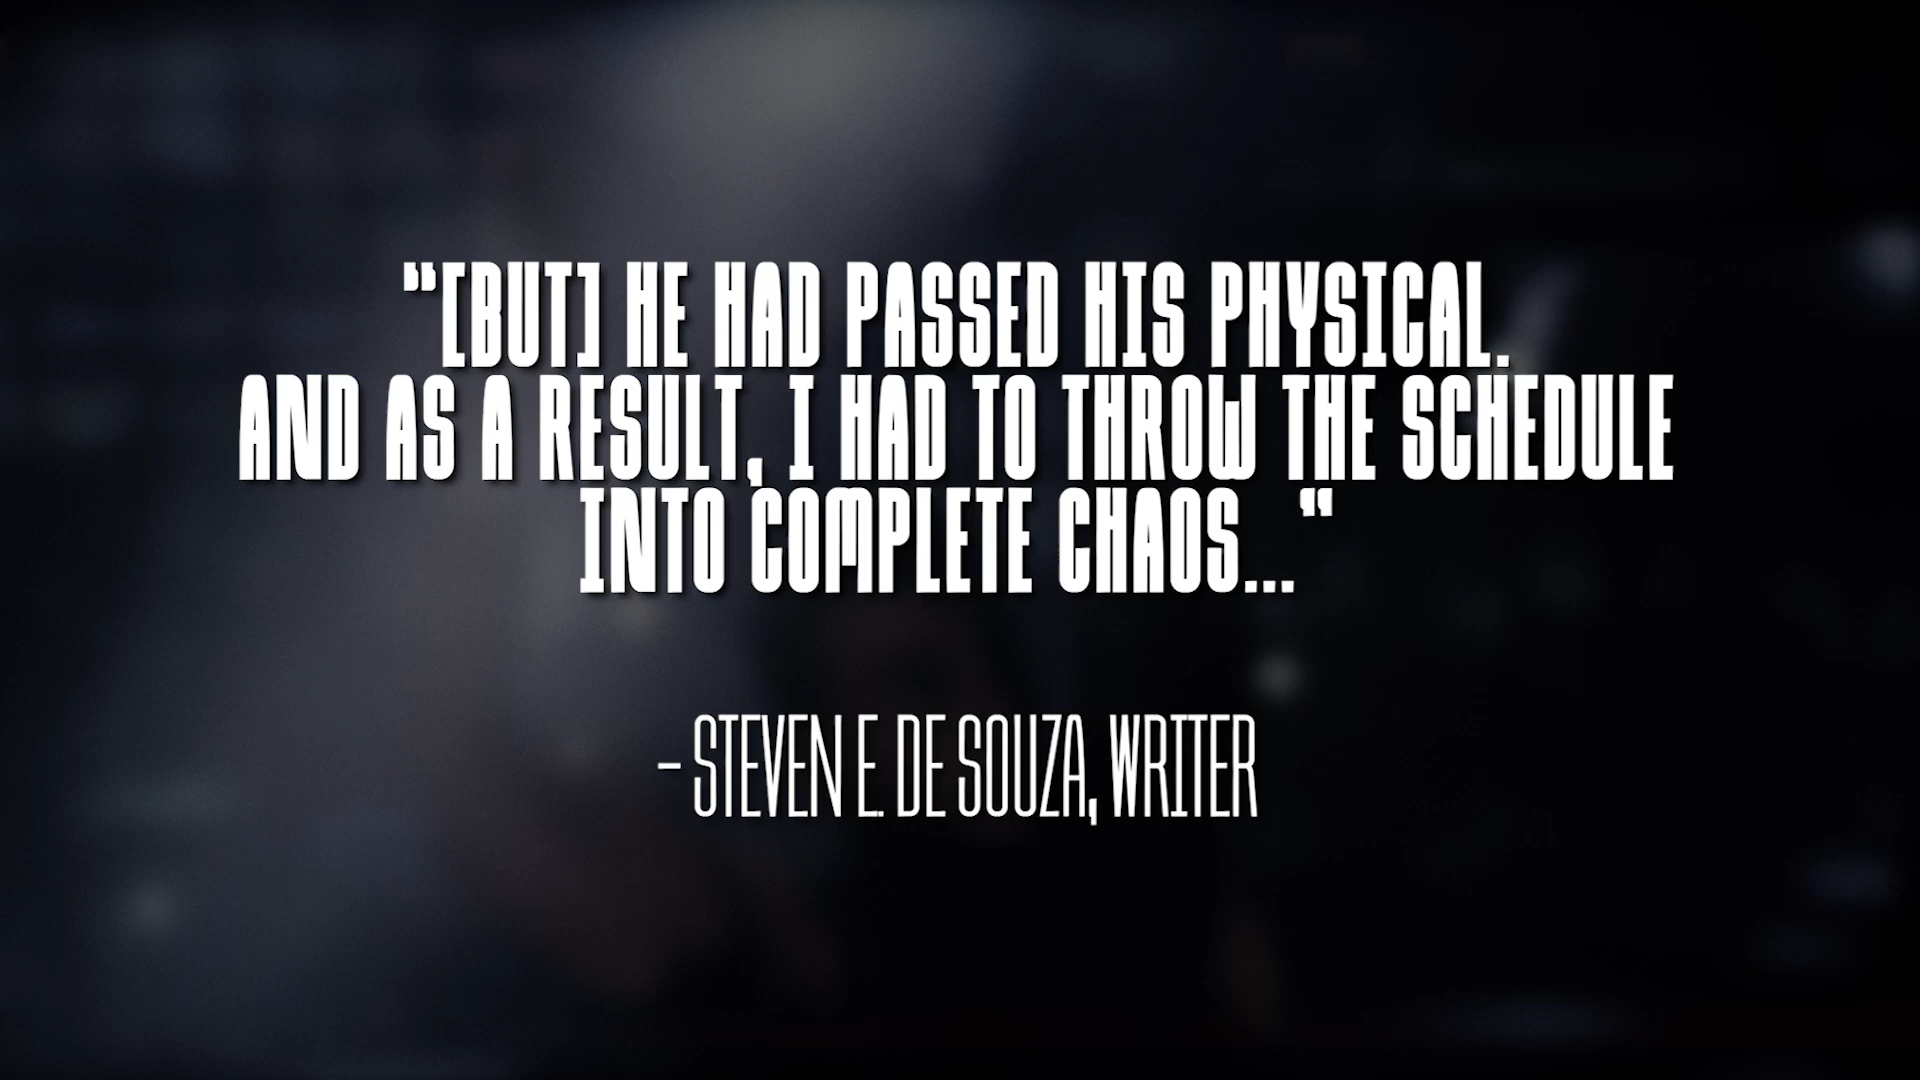 "[BUT] HE HAD PASSED HIS PHYSICAL.
AND AS A RESULT, I HAD TO THROW THE SCHEDULE
INTO COMPLETE CHAOS..."
- STEVEN E. DE SOUZA, WRITER